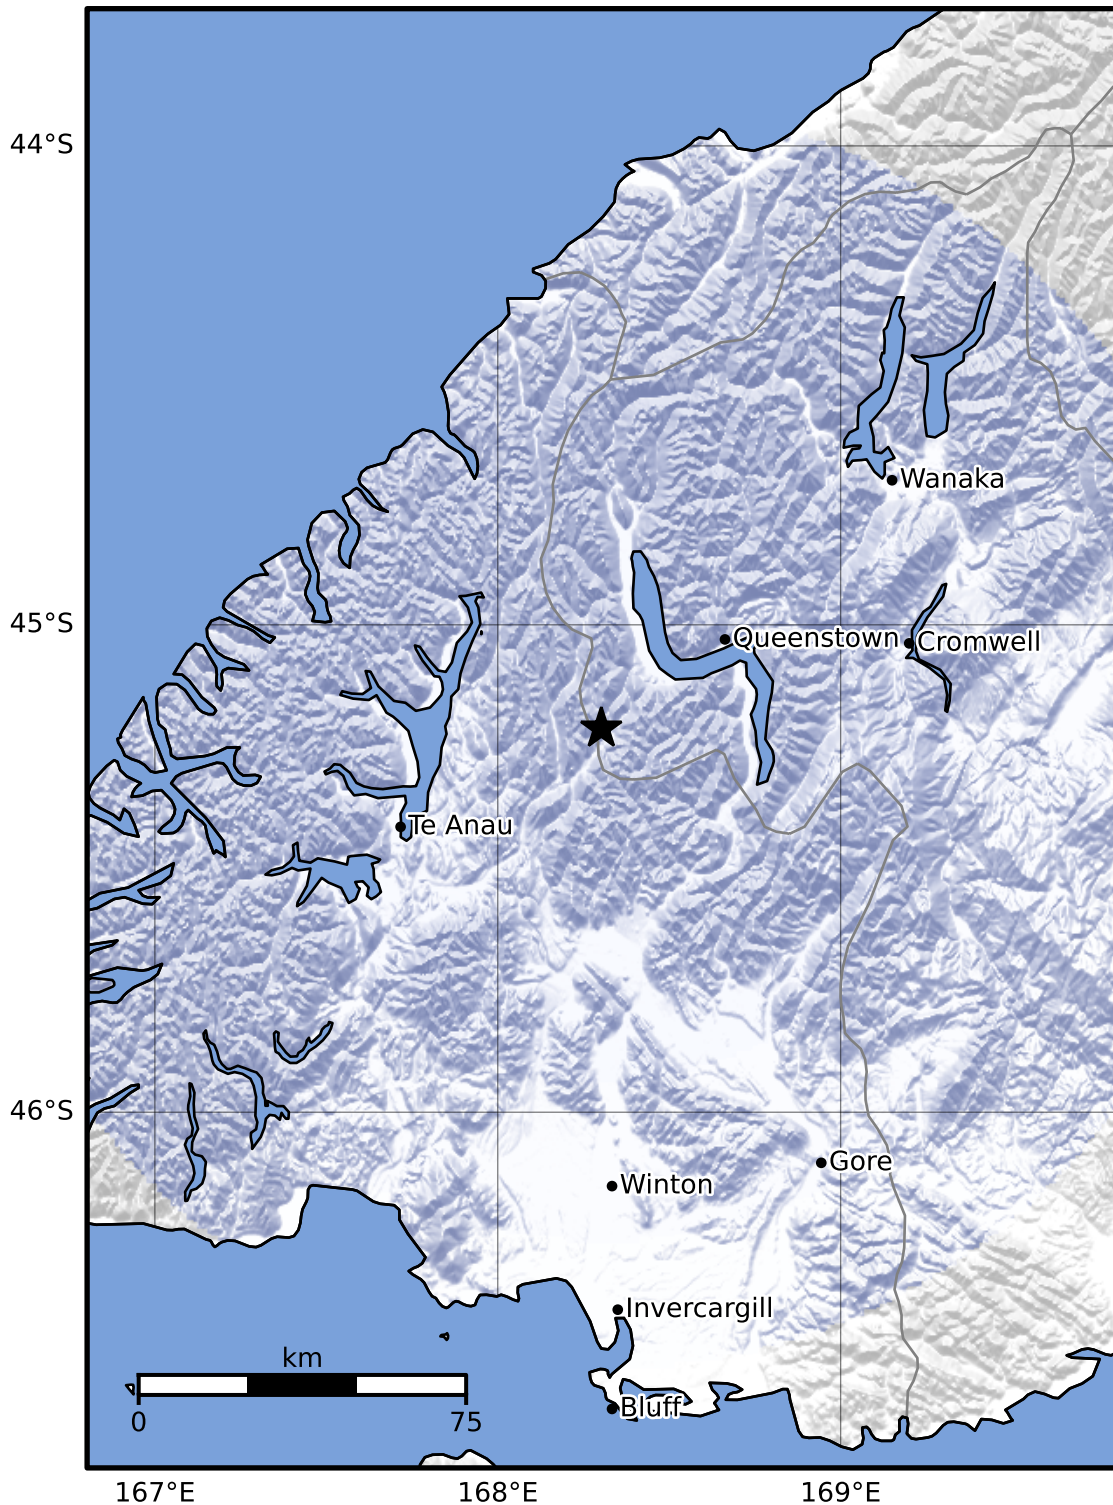 44°S
Wanaka
45°S
Queenstown
Cromwell
Te Anau
46°S
Gore
Winton
Invercargill
km
0
75
Bluff
167°E
168°E
169°E